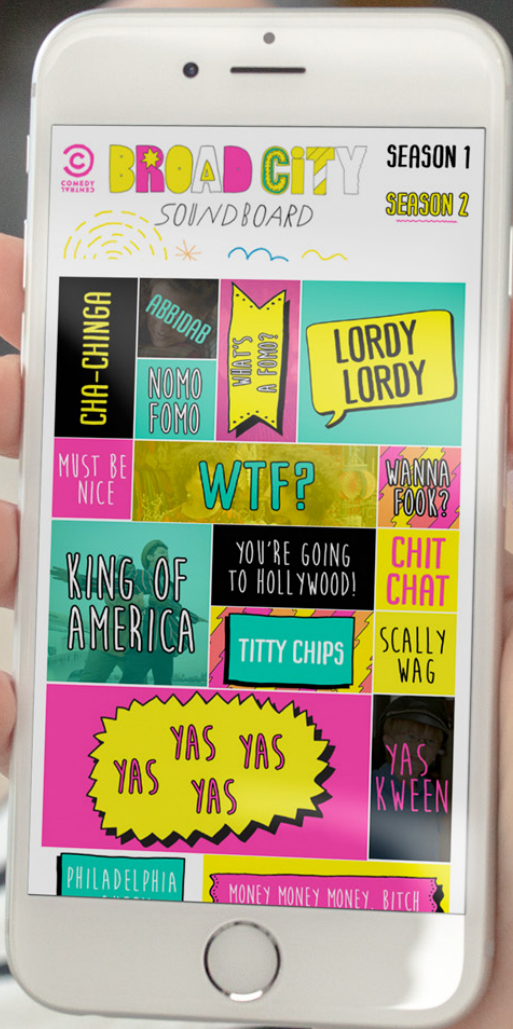 COMEDY
CENTRAL
BROAD CITY
SOUNDBOARD
SEASON 1
SEASON 2
CHA-CHINGA
ABBIDAB
NOMO
FOMO
WHAT'S
A FOMO?
LORDY
LORDY
MUST BE
NICE
WTF?
WANNA
FOOK?
KING OF
AMERICA
YOU'RE GOING
TO HOLLYWOOD!
CHIT
CHAT
TITTY CHIPS
SCALLY
WAG
YAS YAS YAS
YAS
YAS
KWEEN
PHILADELPHIA
MONEY MONEY MONEY, BITCH